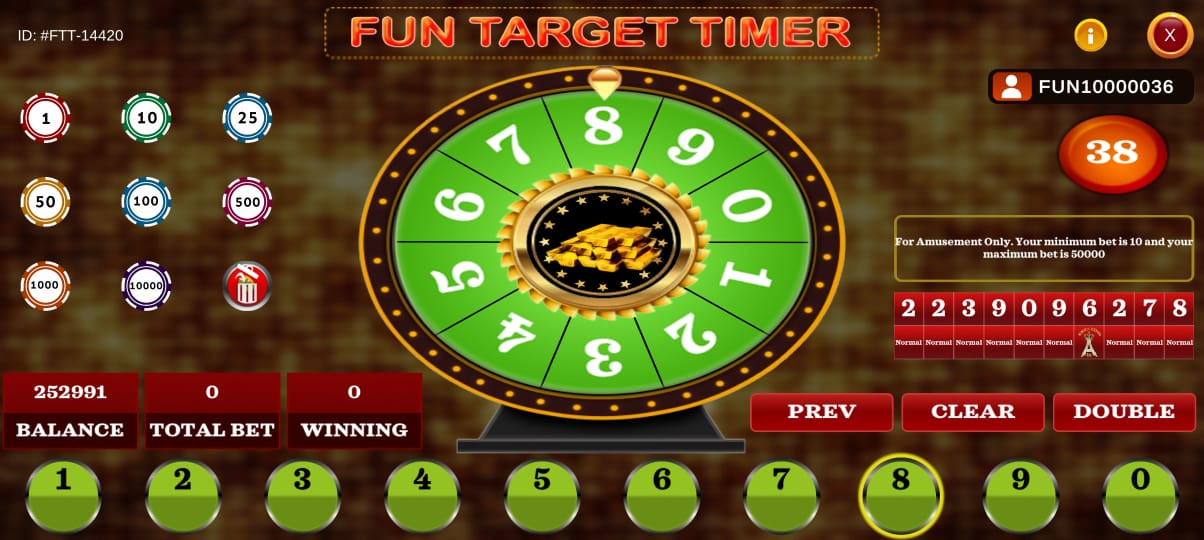 ID: #FTT-14420
FUN TARGET TIMER
i
X
FUN10000036
38
1 10 25
50 100 500
1000 10000
8
9
0
1
2
3
4
5
6
7
For Amusement Only. Your minimum bet is 10 and your
maximum bet is 50000
2 2 3 9 0 9 6 2 7 8
Normal Normal Normal Normal Normal Normal Normal Normal Normal
252991 0 0
BALANCE TOTAL BET WINNING
PREV CLEAR DOUBLE
1 2 3 4 5 6 7 8 9 0